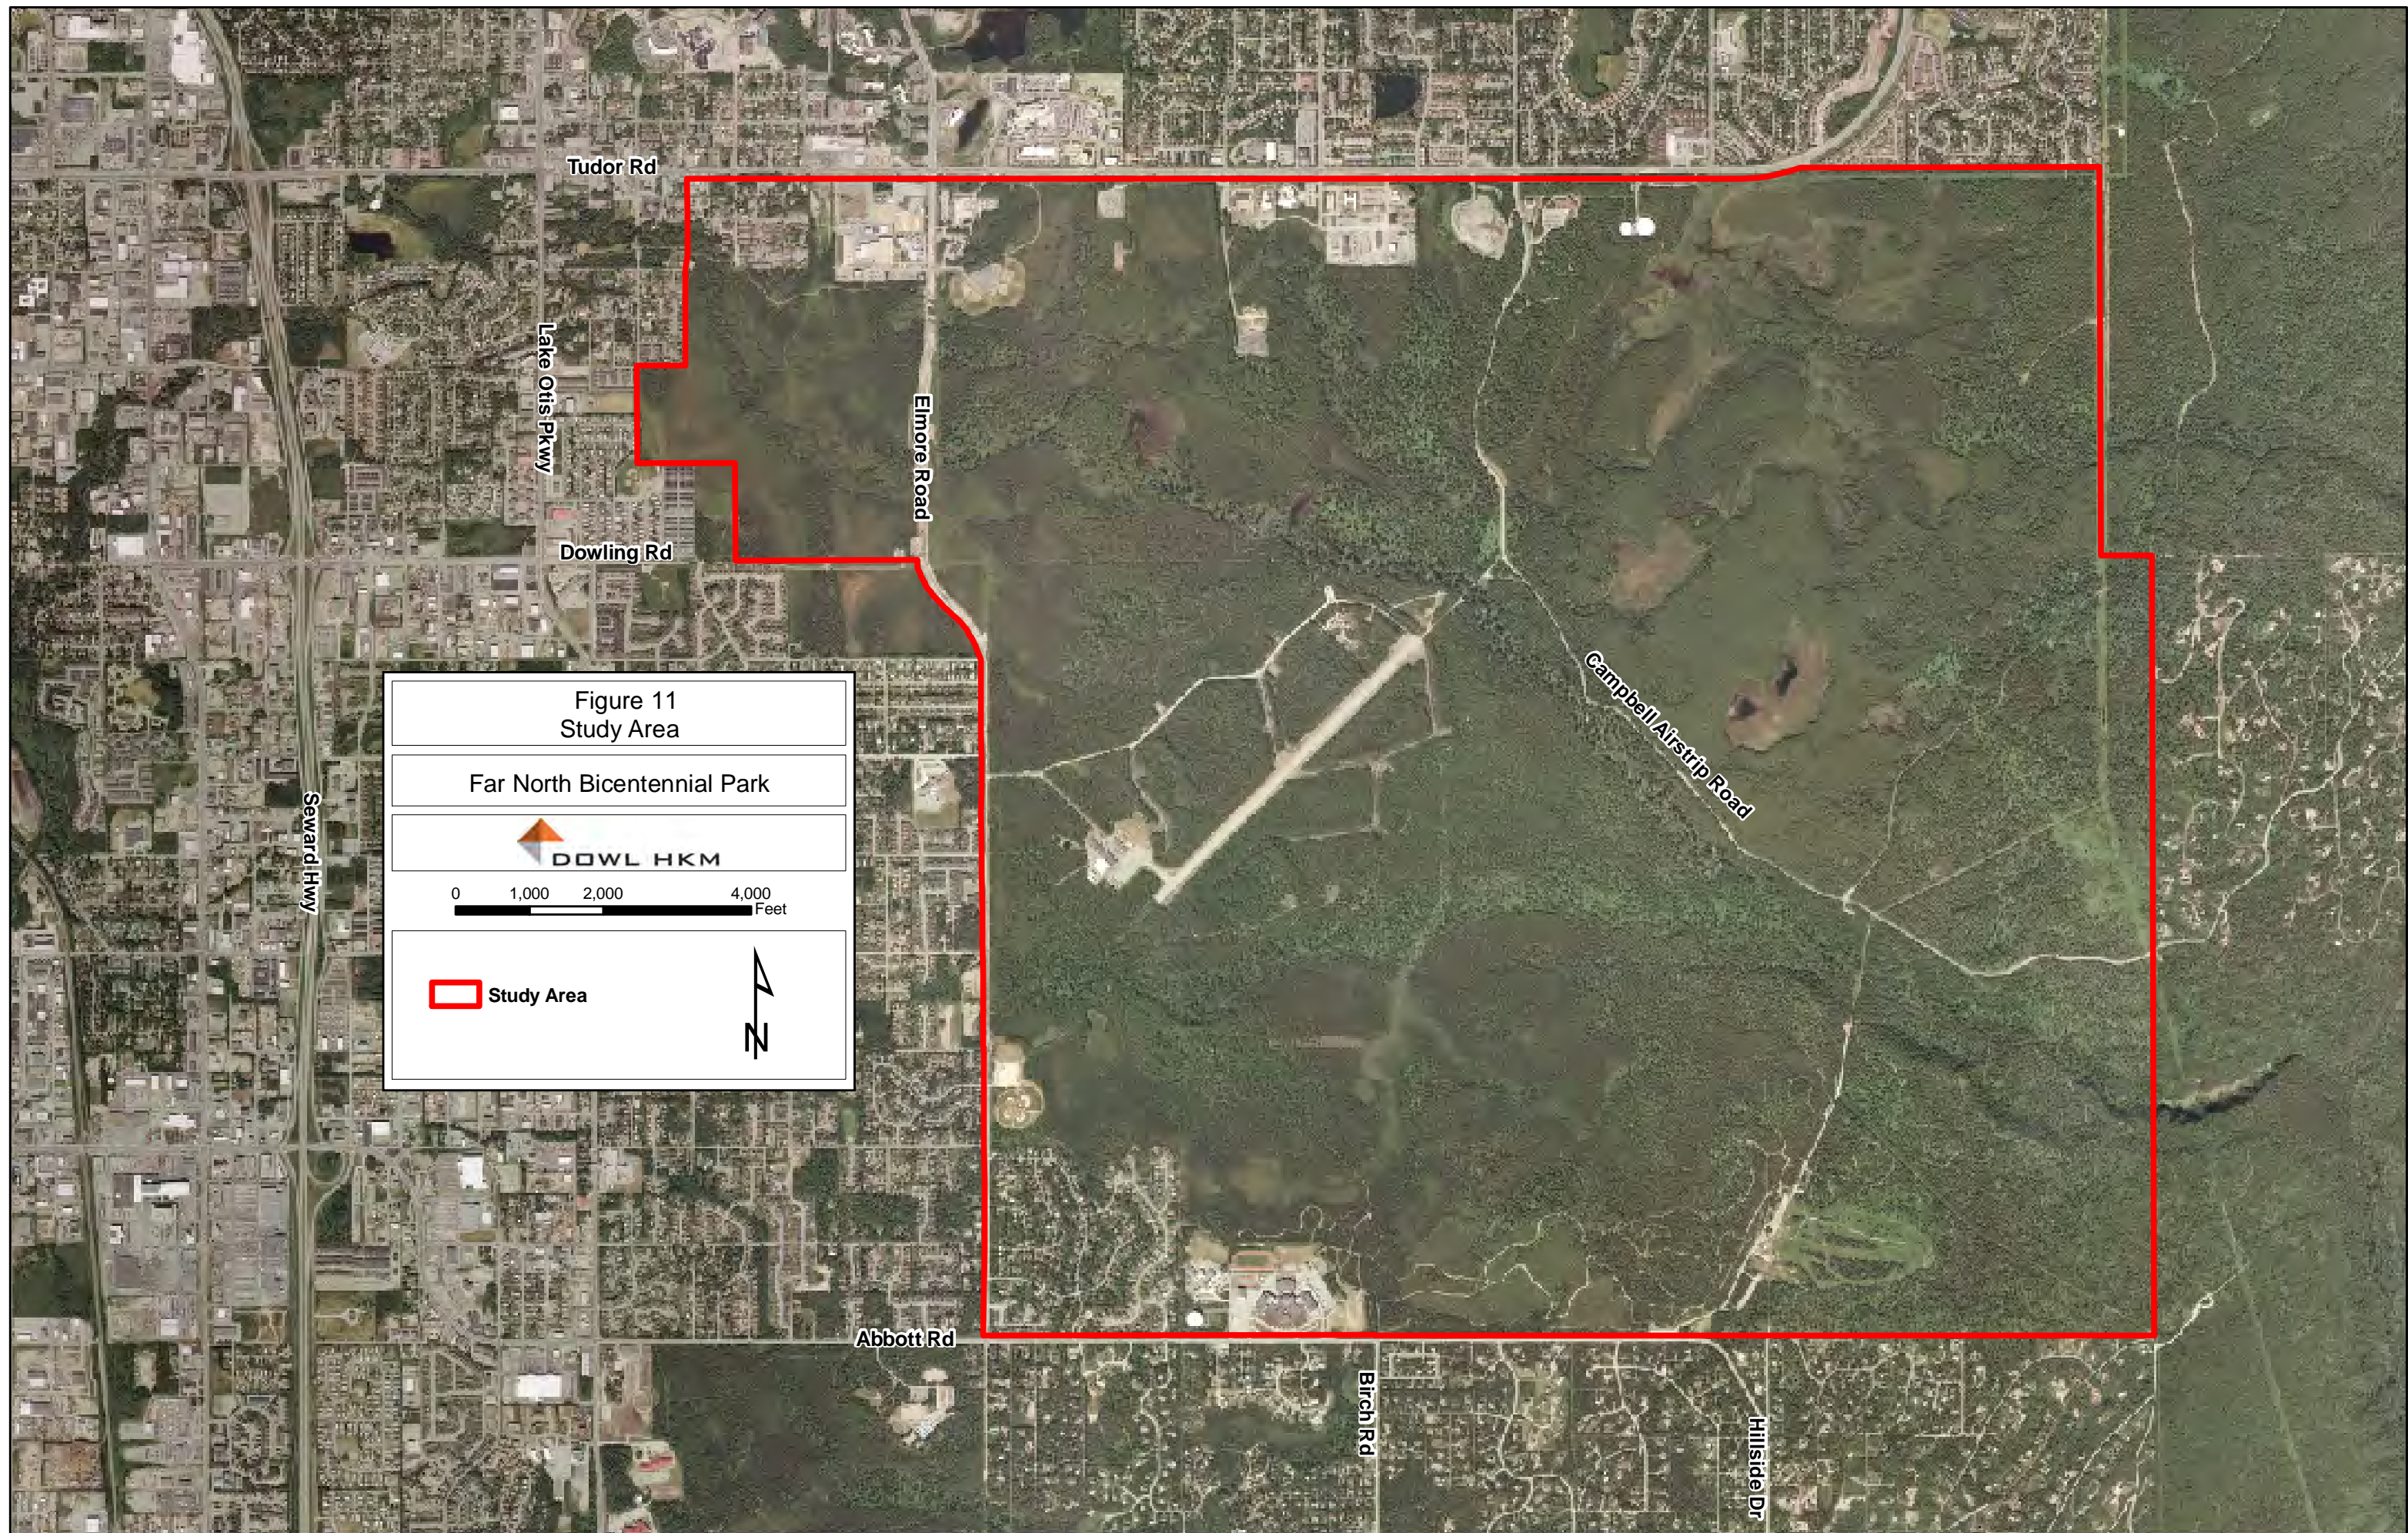 Tudor Rd
Lake Otis Pkwy
Elmore Road
Dowling Rd
Campbell Airstrip Road
Seward Hwy
Figure 11
Study Area
Far North Bicentennial Park
DOWL HKM
0 1,000 2,000 4,000
Feet
Study Area
N
Abbott Rd
Birch Rd
Hillside Dr